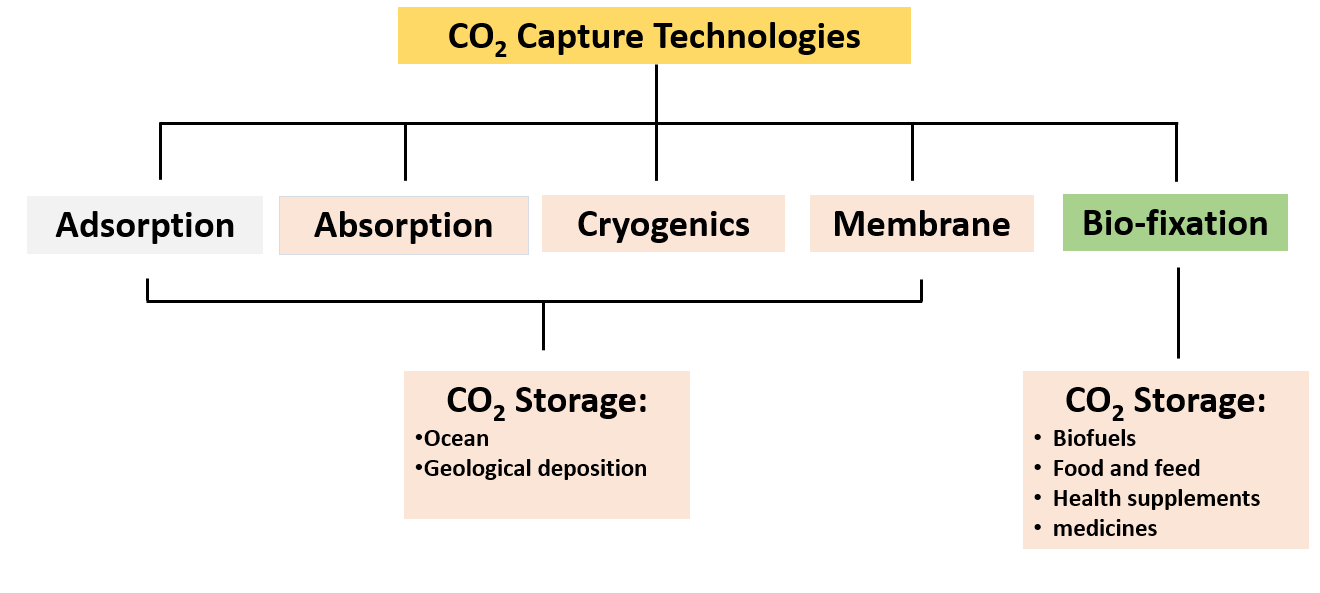 CO₂ Capture Technologies
Adsorption
Absorption
Cryogenics
Membrane
Bio-fixation
CO₂ Storage:
•Ocean
•Geological deposition
CO₂ Storage:
• Biofuels
• Food and feed
• Health supplements
• medicines